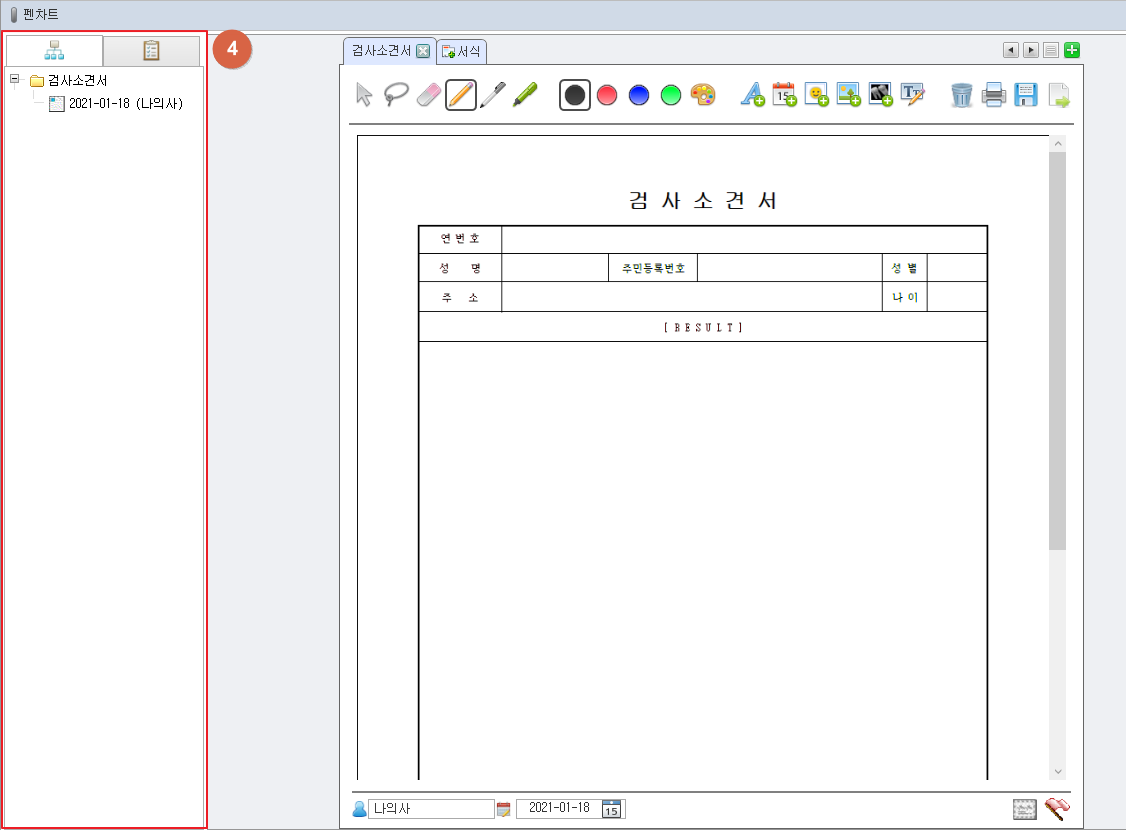 펜차트
4
검사소견서
2021-01-18 (나의사)
검사소견서 서식
15
검 사 소 견 서
연 번 호
성 명 주민등록번호 성 별
주 소 나 이
[ R E S U L T ]
나의사 2021-01-18 15